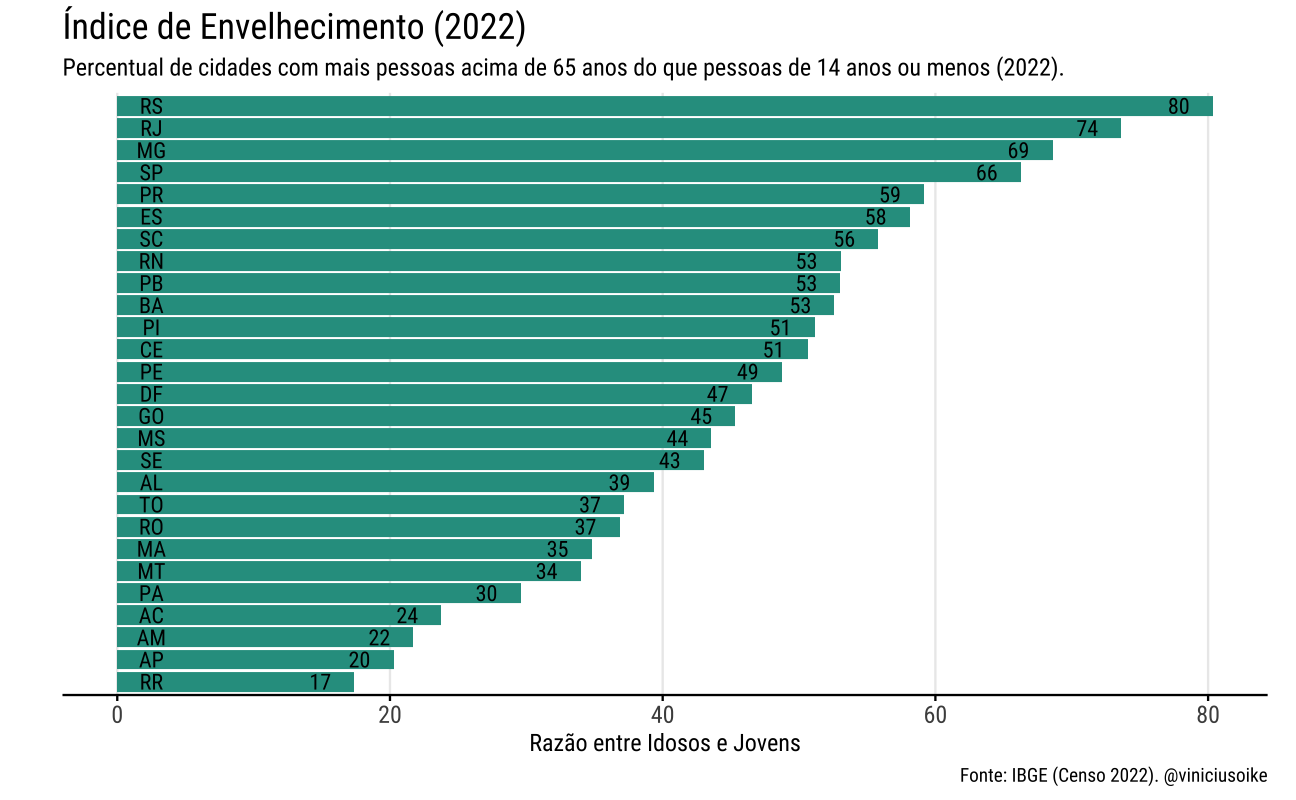 Índice de Envelhecimento (2022)
Percentual de cidades com mais pessoas acima de 65 anos do que pessoas de 14 anos ou menos (2022).
RS 80
RJ 74
MG 69
SP 66
PR 59
ES 58
SC 56
RN 53
PB 53
BA 53
PI 51
CE 51
PE 49
DF 47
GO 45
MS 44
SE 43
AL 39
TO 37
RO 37
MA 35
MT 34
PA 30
AC 24
AM 22
AP 20
RR 17
0 20 40 60 80
Razão entre Idosos e Jovens
Fonte: IBGE (Censo 2022). @viniciusoike